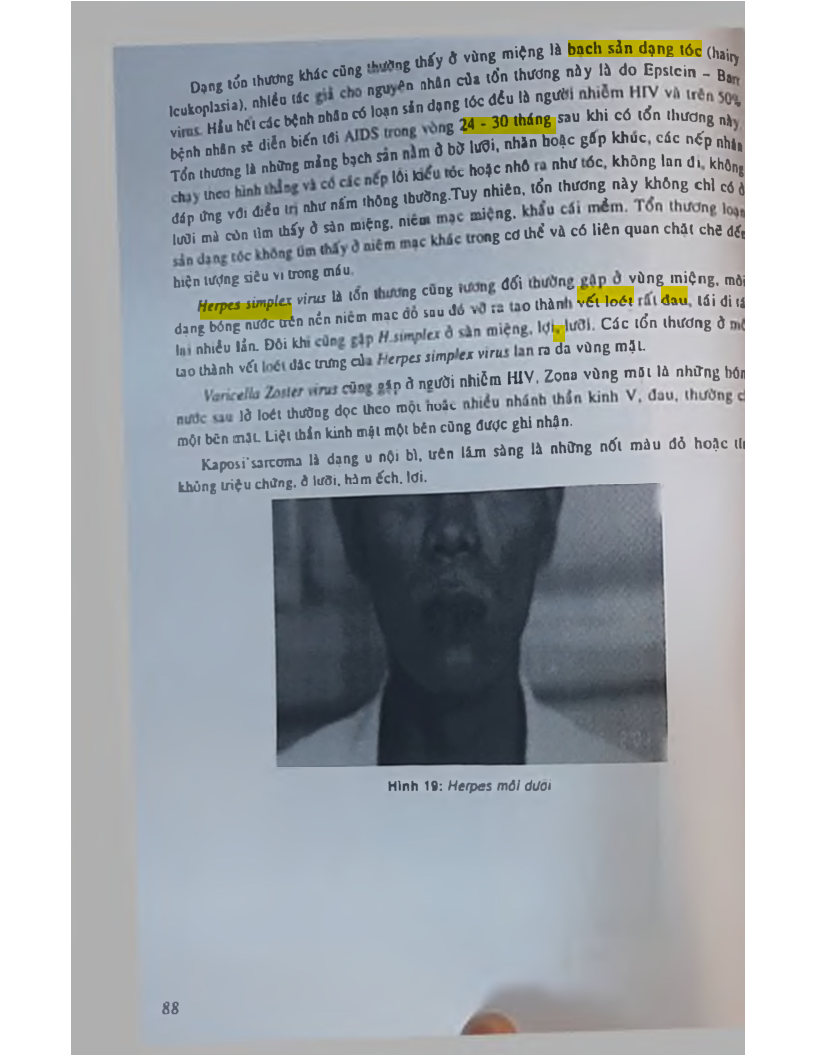 Dạng tổn thương khác cũng thường thấy ở vùng miệng là bạch sản dạng tóc (hairy
leukoplasia), nhiều tác giả cho nguyên nhân của tổn thương này là do Epstein – Barr
virus. Hầu hết các bệnh nhân có loạn sản dạng tóc đều là người nhiễm HIV và trên 50%
bệnh nhân sẽ diễn biến tới AIDS trong vòng 24 - 30 tháng sau khi có tổn thương này.
Tổn thương là những mảng bạch sản nằm ở bờ lưỡi, nhăn hoặc gấp khúc, các nếp nhăn
chạy theo hình thẳng và có các nếp lồi kiểu tóc hoặc nhô ra như tóc, không lan đi, không
đáp ứng với điều trị như nấm thông thường.Tuy nhiên, tổn thương này không chỉ có ở
lưỡi mà còn tìm thấy ở sàn miệng, niêm mạc miệng, khẩu cái mềm. Tổn thương loạn
sản dạng tóc không tìm thấy ở niêm mạc khác trong cơ thể và có liên quan chặt chẽ đến
hiện tượng siêu vi trong máu.
Herpes simplex virus là tổn thương cũng tương đối thường gặp ở vùng miệng, môi
dạng bóng nước trên nền niêm mạc đỏ sau đó vỡ ra tạo thành vết loét rất đau, tái đi tá
lại nhiều lần. Đôi khi cũng gặp H.simplex ở sàn miệng, lợi, lưỡi. Các tổn thương ở mô
tạo thành vết loét đặc trưng của Herpes simplex virus lan ra da vùng mặt.
Varicella Zoster virus cũng gặp ở người nhiễm HIV, Zona vùng mặt là những bón
nước sau lở loét thường dọc theo một hoặc nhiều nhánh thần kinh V, đau, thường c
một bên mặt. Liệt thần kinh mặt một bên cũng được ghi nhận.
Kaposi'sarcoma là dạng u nội bì, trên lâm sàng là những nốt màu đỏ hoặc tí
không triệu chứng, ở lưỡi, hàm ếch, lợi.
Hình 19: Herpes môi dưới
88